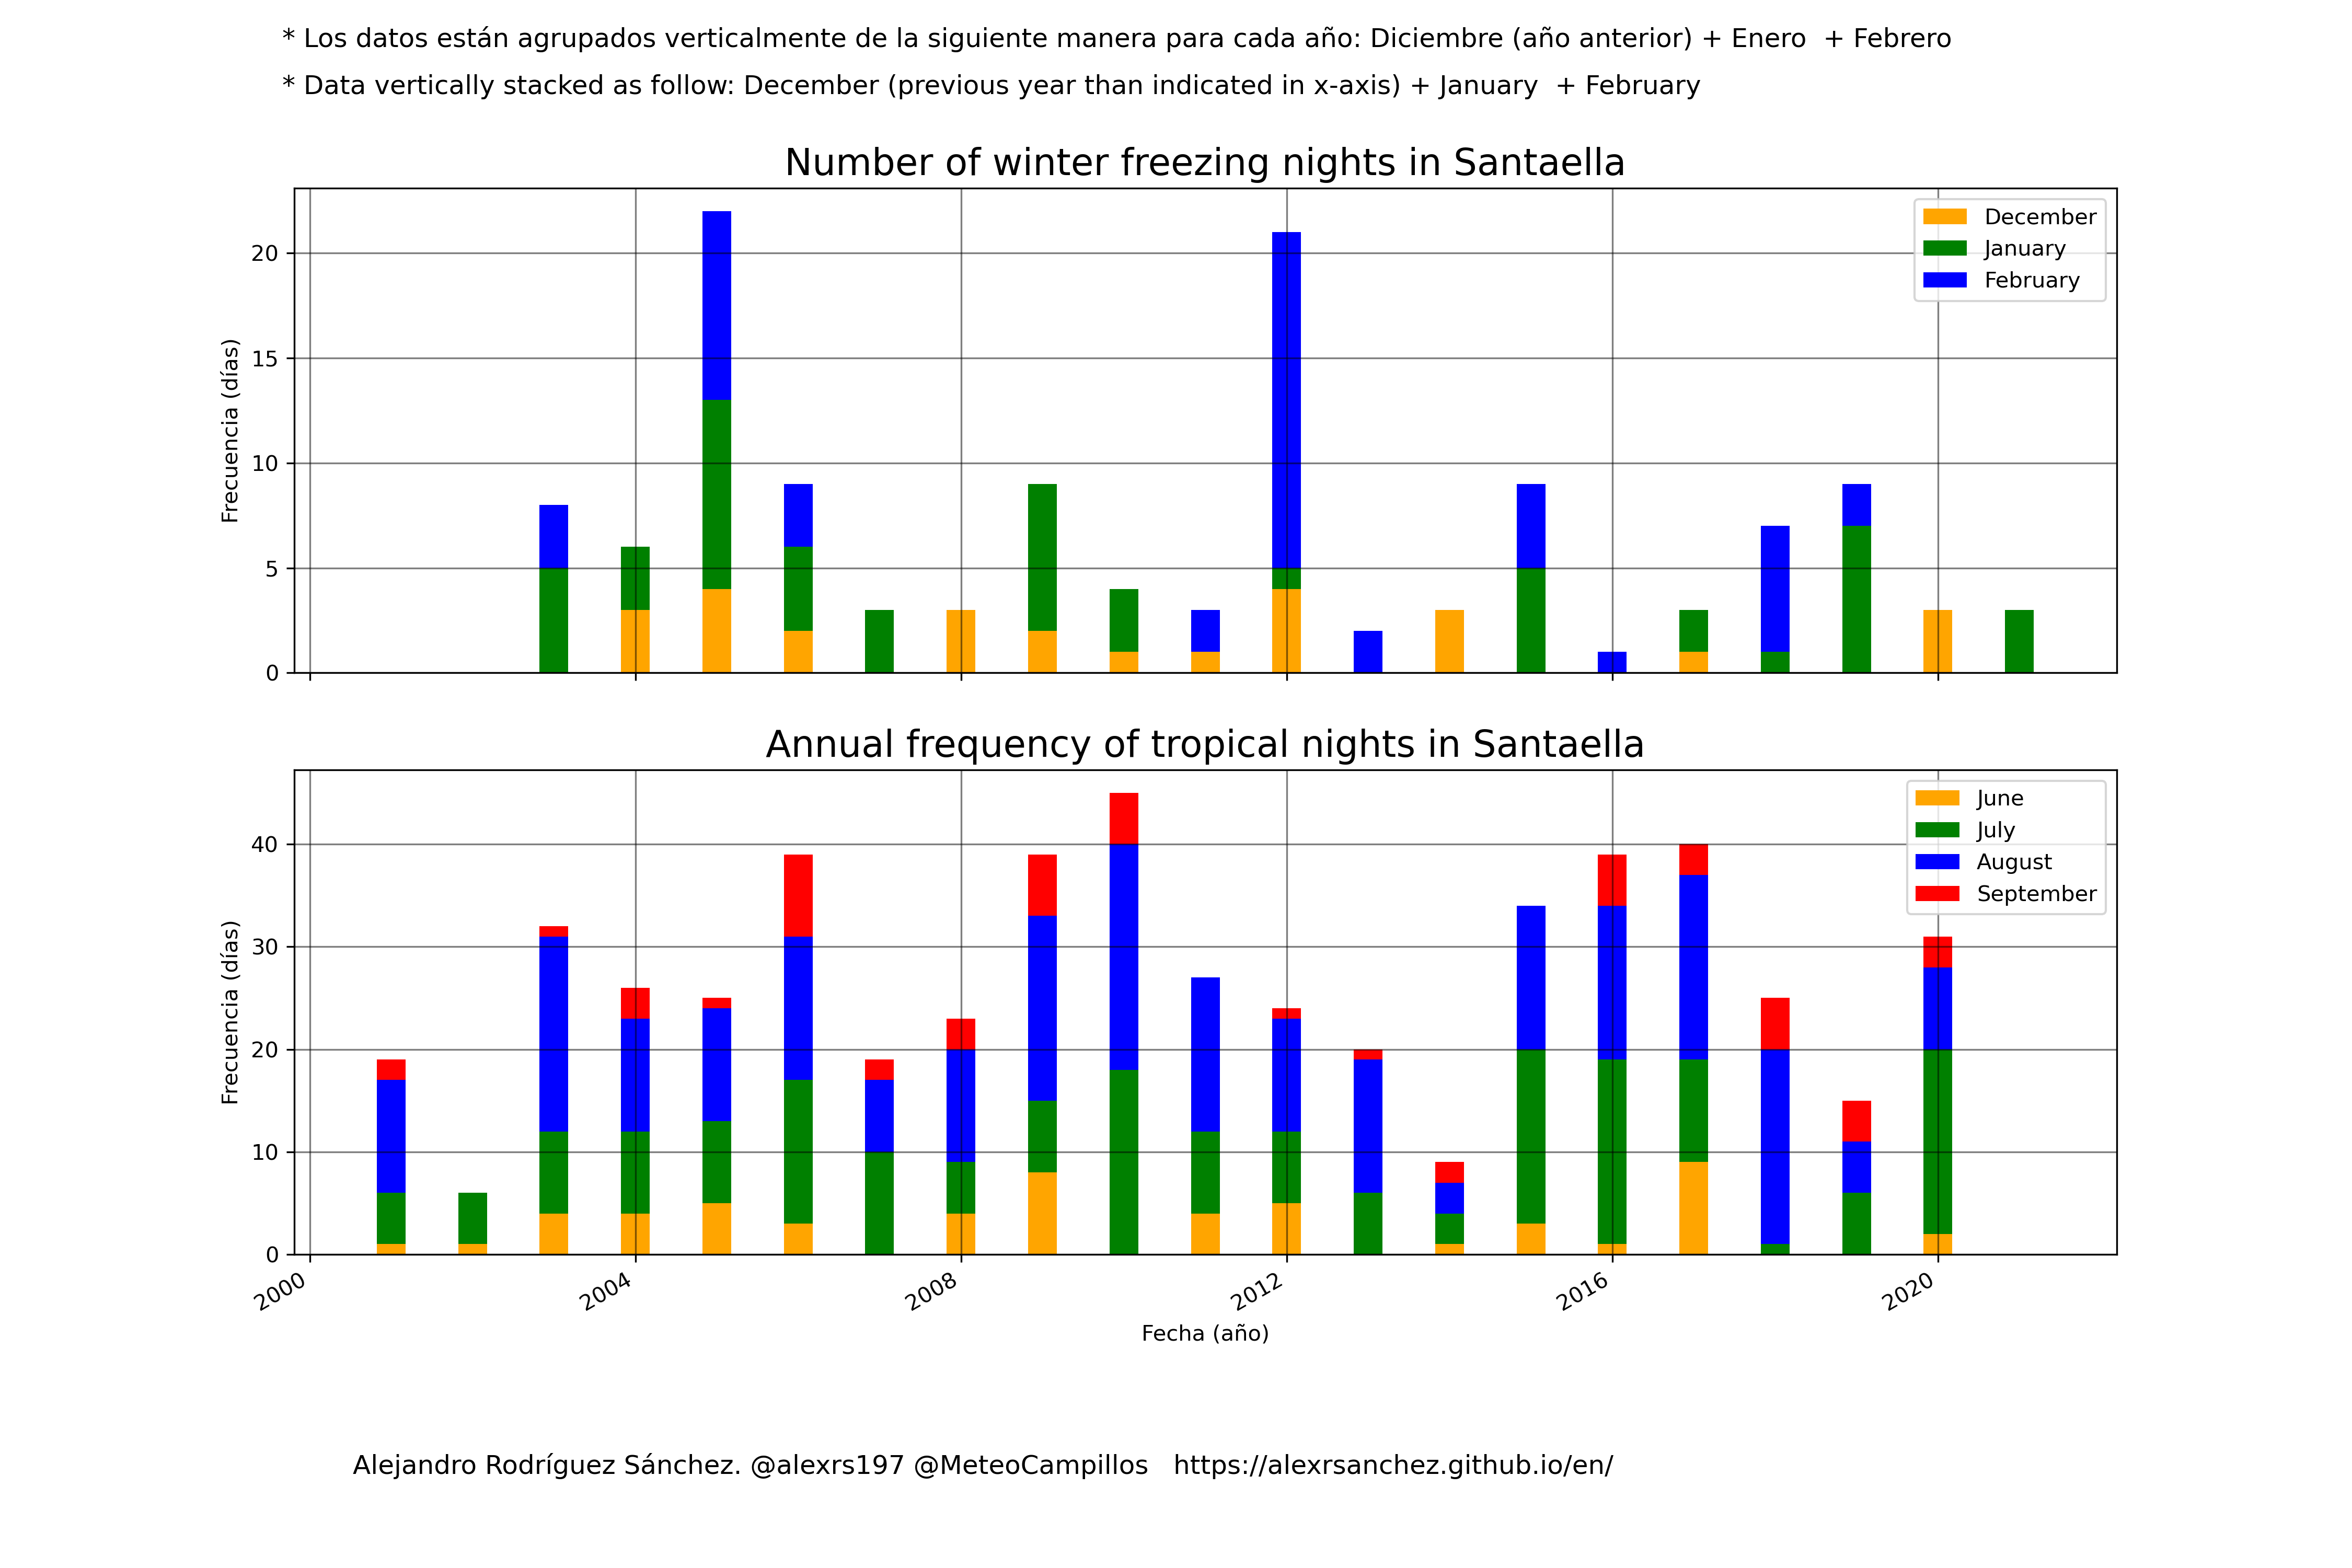 * Los datos están agrupados verticalmente de la siguiente manera para cada año: Diciembre (año anterior) + Enero  + Febrero
* Data vertically stacked as follow: December (previous year than indicated in x-axis) + January  + February
Number of winter freezing nights in Santaella
December
January
February
20
15
10
5
0
Frecuencia (días)
Annual frequency of tropical nights in Santaella
June
July
August
September
40
30
20
10
0
Frecuencia (días)
2000 2004 2008 2012 2016 2020
Fecha (año)
Alejandro Rodríguez Sánchez. @alexrs197 @MeteoCampillos   https://alexrsanchez.github.io/en/